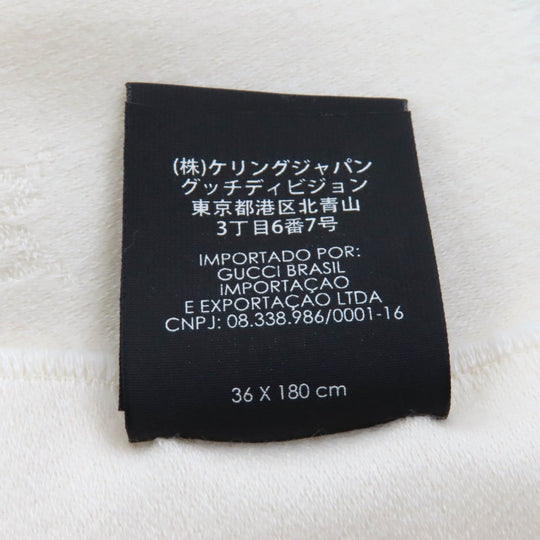 (株)ケリングジャパン
グッチディビジョン
東京都港区北青山
3丁目6番7号
IMPORTADO POR:
GUCCI BRASIL
IMPORTAÇAO
E EXPORTAÇAO LTDA
CNPJ: 08.338.986/0001-16
36 X 180 cm